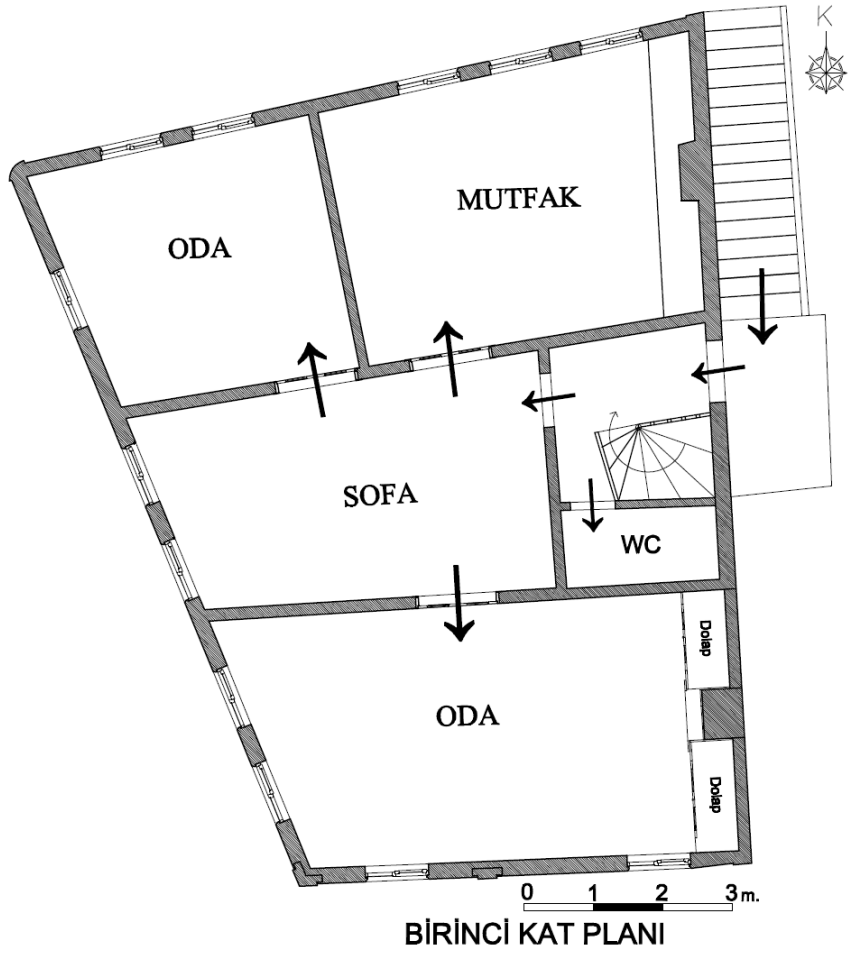 K
MUTFAK
ODA
SOFA
WC
Dolap
ODA
Dolap
0 1 2 3 m.
BİRİNCİ KAT PLANI